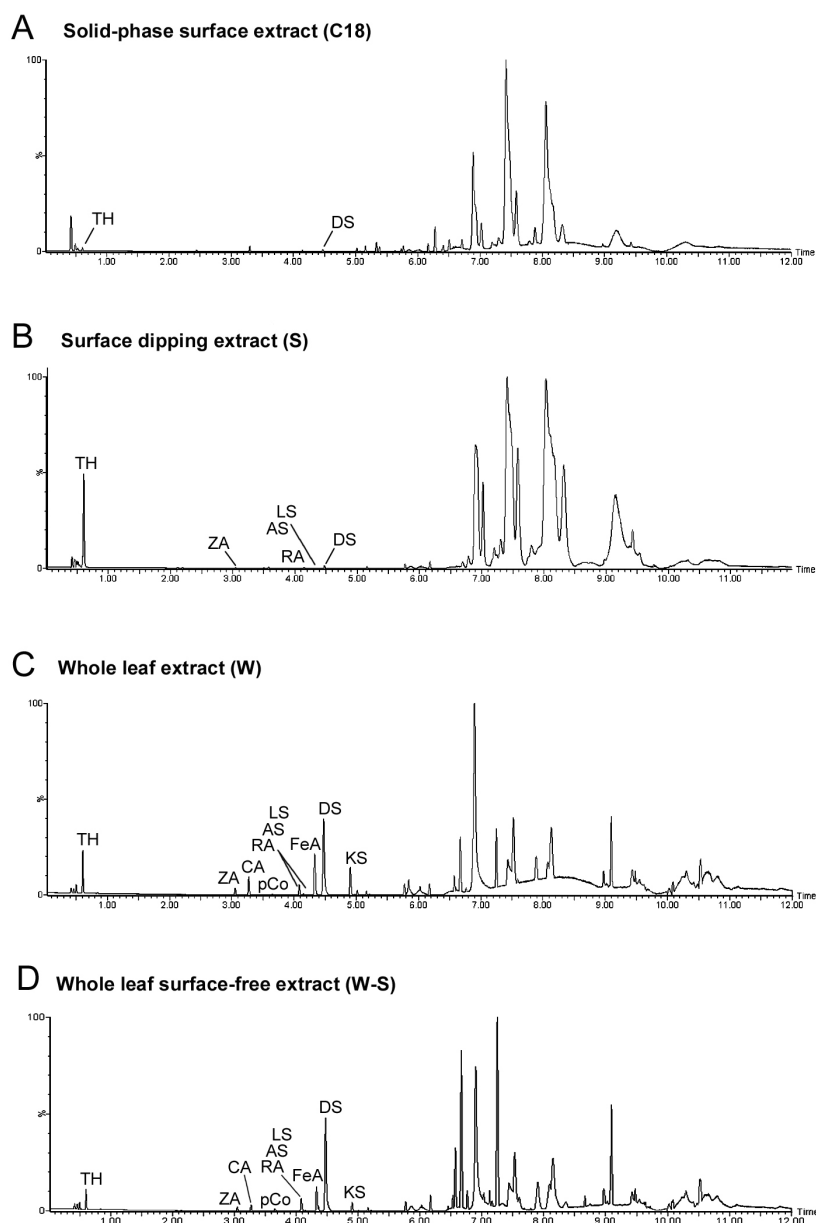 A Solid-phase surface extract (C18)
100
%
0
TH
DS
1.00 2.00 3.00 4.00 5.00 6.00 7.00 8.00 9.00 10.00 11.00 12.00 Time
B Surface dipping extract (S)
100
%
0
TH
ZA
LS
AS
RA
DS
1.00 2.00 3.00 4.00 5.00 6.00 7.00 8.00 9.00 10.00 11.00 12.00 Time
C Whole leaf extract (W)
100
%
0
TH
ZA
CA
pCo
LS
AS
RA
FeA
DS
KS
1.00 2.00 3.00 4.00 5.00 6.00 7.00 8.00 9.00 10.00 11.00 12.00 Time
D Whole leaf surface-free extract (W-S)
100
%
0
TH
ZA
CA
pCo
LS
AS
RA
FeA
DS
KS
1.00 2.00 3.00 4.00 5.00 6.00 7.00 8.00 9.00 10.00 11.00 12.00 Time